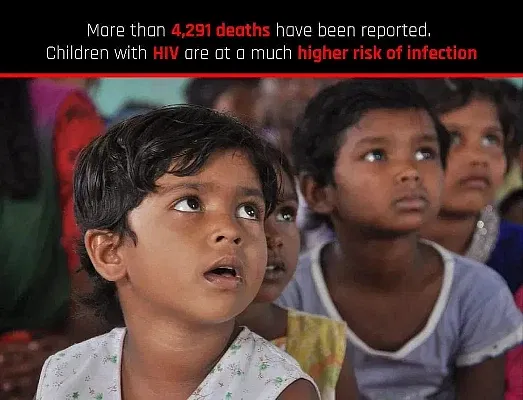 More than 4,291 deaths have been reported.
Children with HIV are at a much higher risk of infection